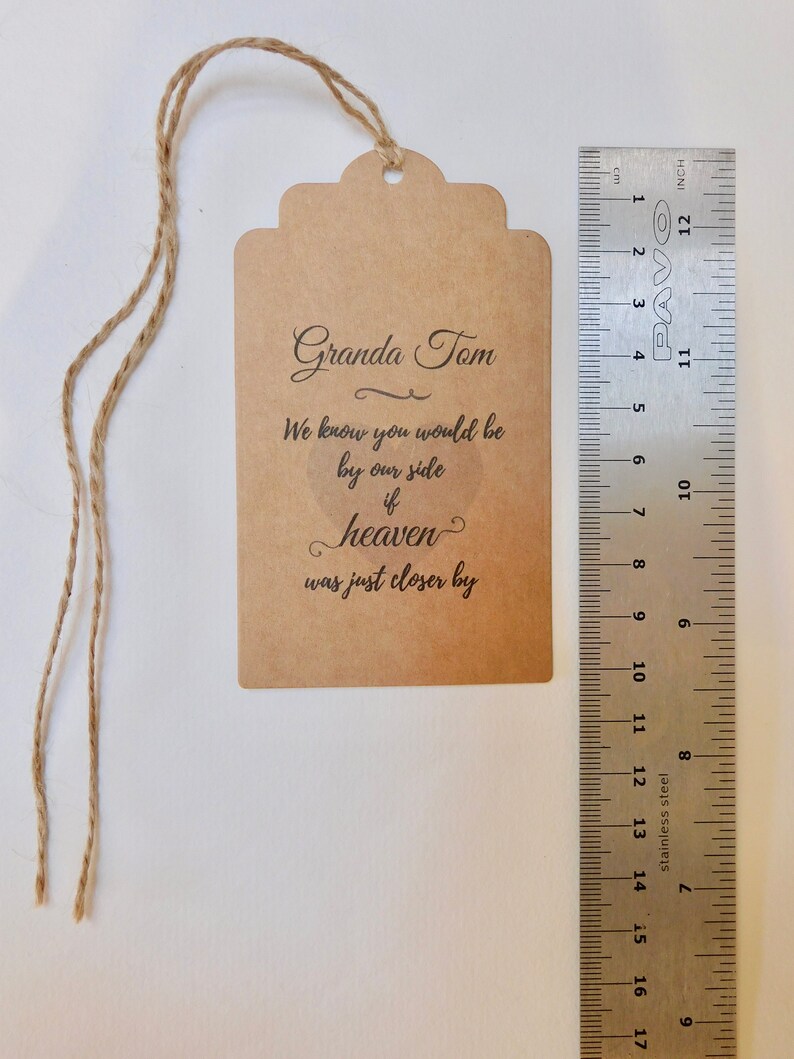 Granda Tom
We know you would be
by our side
if
heaven
was just closer by
cm
INCH
1
2
3
4
5
6
7
8
9
10
11
12
13
14
15
16
17
PAVO
stainless steel
12
11
10
9
8
7
6